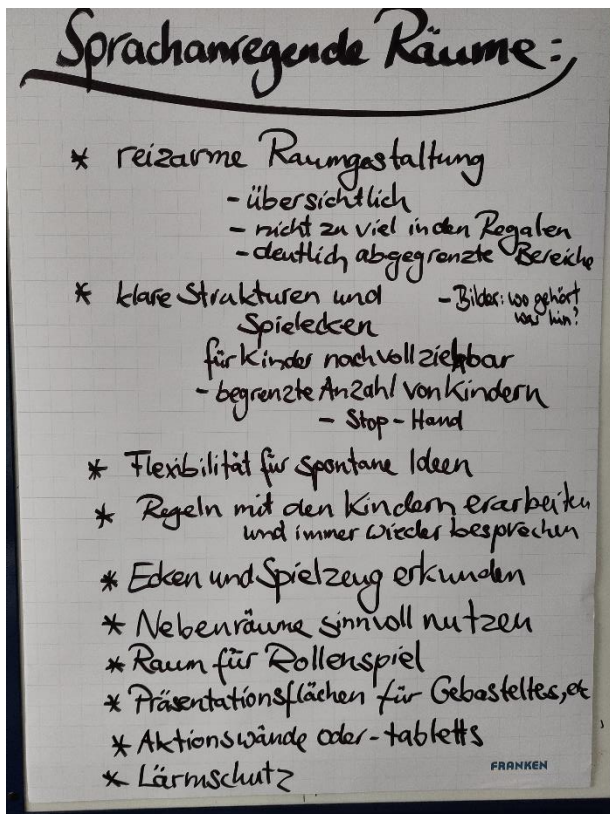 Sprachanregende Räume:
* reizarme Raumgestaltung
- übersichtlich
- nicht zu viel in den Regalen
- deutlich abgegrenzte Bereiche
- Bilder: wo gehört
was hin?
* klare Strukturen und
Spielecken
für Kinder nachvollziehbar
- begrenzte Anzahl von Kindern
- Stop-Hand
* Flexibilität für spontane Ideen
* Regeln mit den Kindern erarbeiten
und immer wieder besprechen
* Ecken und Spielzeug erkunden
* Nebenräume sinnvoll nutzen
* Raum für Rollenspiel
* Präsentationsflächen für Gebasteltes, etc
* Aktionswände oder -tabletts
* Lärmschutz
FRANKEN